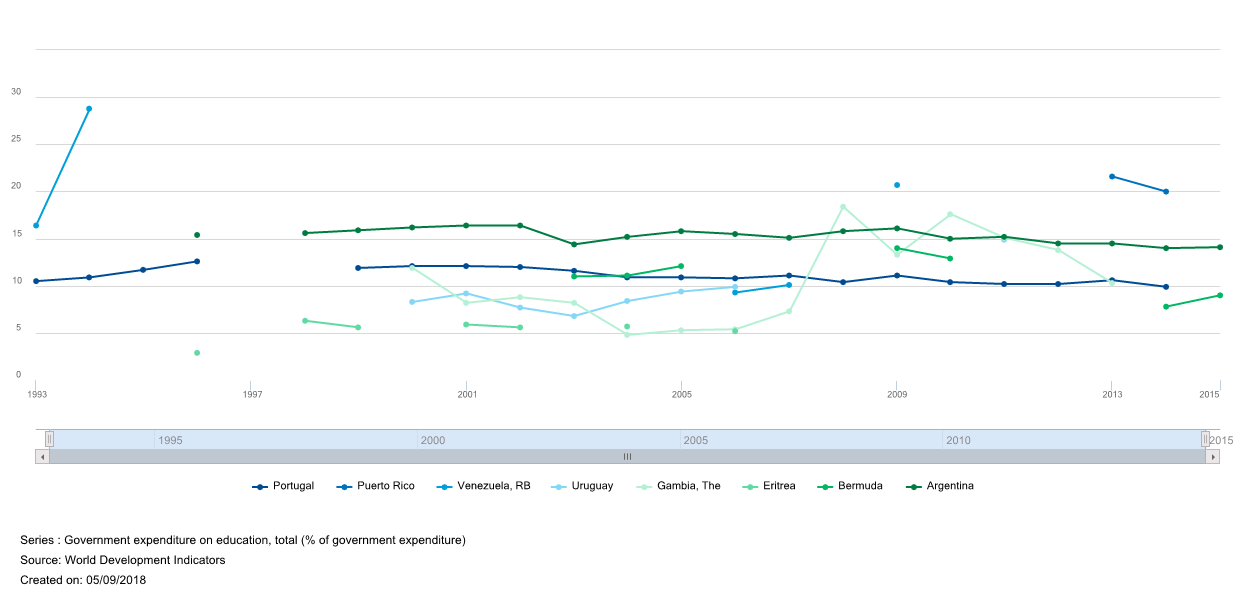 30
25
20
15
10
5
0
1993 1997 2001 2005 2009 2013 2015
1995 2000 2005 2010 2015
Portugal Puerto Rico Venezuela, RB Uruguay Gambia, The Eritrea Bermuda Argentina
Series : Government expenditure on education, total (% of government expenditure)
Source: World Development Indicators
Created on: 05/09/2018